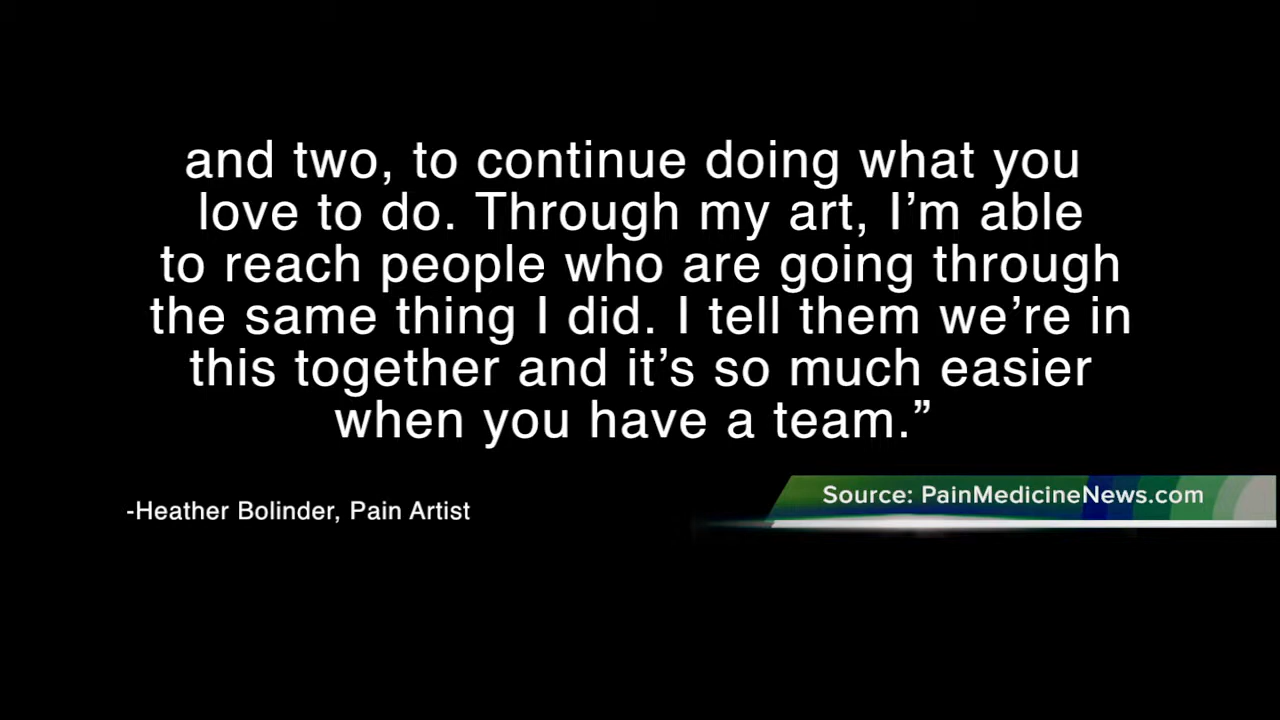 and two, to continue doing what you
love to do. Through my art, I’m able
to reach people who are going through
the same thing I did. I tell them we’re in
this together and it’s so much easier
when you have a team.”
-Heather Bolinder, Pain Artist
Source: PainMedicineNews.com